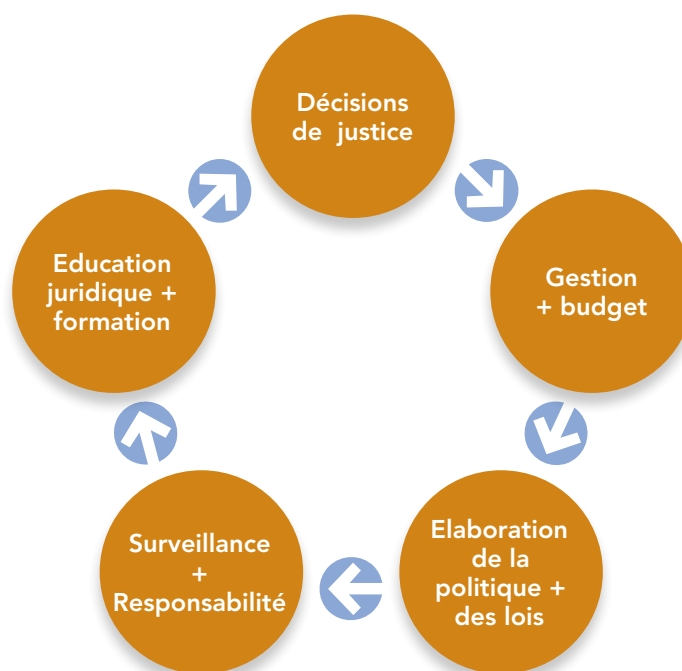 Décisions
de justice
Gestion
+ budget
Elaboration
de la
politique +
des lois
Surveillance
+
Responsabilité
Education
juridique +
formation